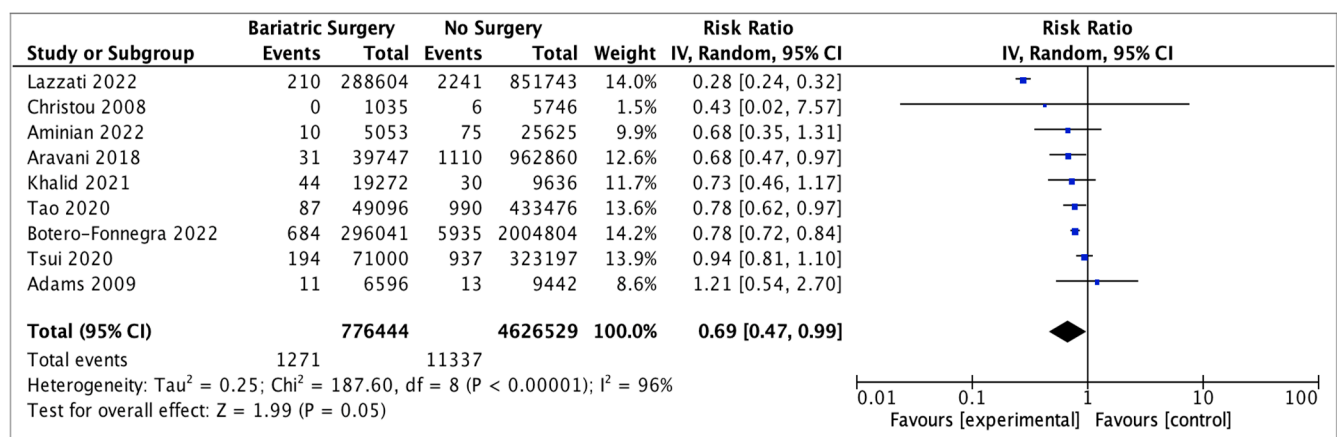 Bariatric Surgery No Surgery Risk Ratio Risk Ratio
Study or Subgroup Events Total Events Total Weight IV, Random, 95% CI IV, Random, 95% CI
Lazzati 2022 210 288604 2241 851743 14.0% 0.28 [0.24, 0.32]
Christou 2008 0 1035 6 5746 1.5% 0.43 [0.02, 7.57]
Aminian 2022 10 5053 75 25625 9.9% 0.68 [0.35, 1.31]
Aravani 2018 31 39747 1110 962860 12.6% 0.68 [0.47, 0.97]
Khalid 2021 44 19272 30 9636 11.7% 0.73 [0.46, 1.17]
Tao 2020 87 49096 990 433476 13.6% 0.78 [0.62, 0.97]
Botero-Fonnegra 2022 684 296041 5935 2004804 14.2% 0.78 [0.72, 0.84]
Tsui 2020 194 71000 937 323197 13.9% 0.94 [0.81, 1.10]
Adams 2009 11 6596 13 9442 8.6% 1.21 [0.54, 2.70]
Total (95% CI) 776444 4626529 100.0% 0.69 [0.47, 0.99]
Total events 1271 11337
Heterogeneity: Tau² = 0.25; Chi² = 187.60, df = 8 (P < 0.00001); I² = 96%
Test for overall effect: Z = 1.99 (P = 0.05)
0.01 0.1 1 10 100
Favours [experimental] Favours [control]